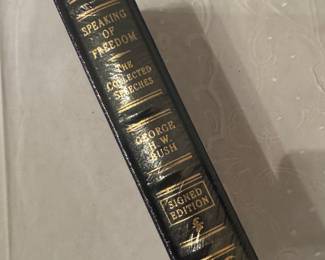 SPEAKING
OF
FREEDOM
THE
COLLECTED
SPEECHES
GEORGE
H. W.
BUSH
SIGNED
EDITION